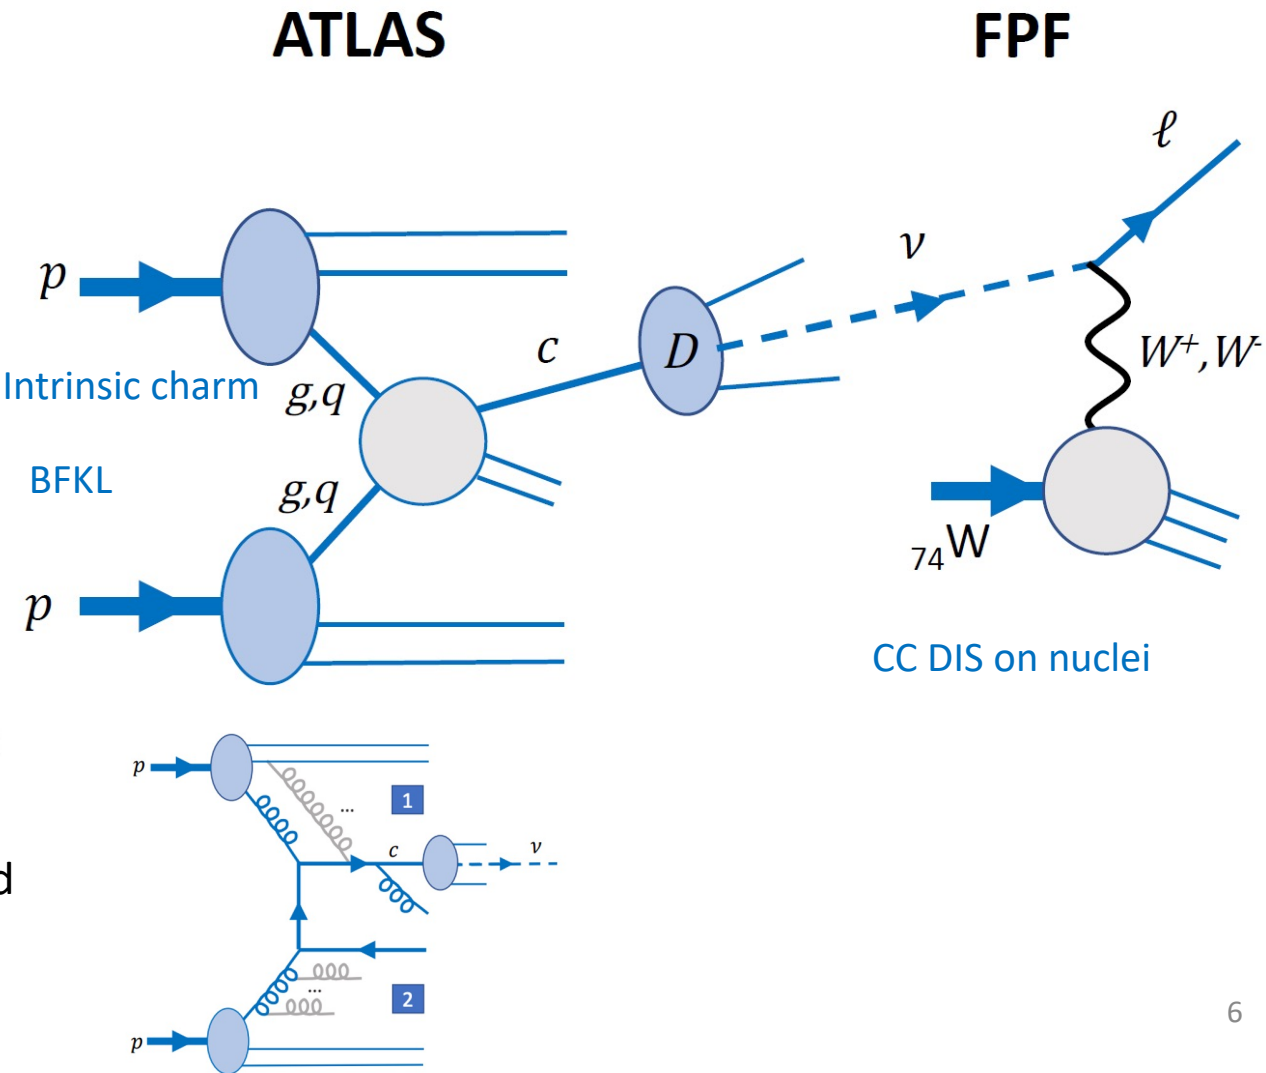 ATLAS
FPF
ℓ
ν
p
c
D
W⁺,W⁻
Intrinsic charm
g,q
BFKL
g,q
₇₄W
p
CC DIS on nuclei
p
...
1
c
ν
d
...
2
p
6